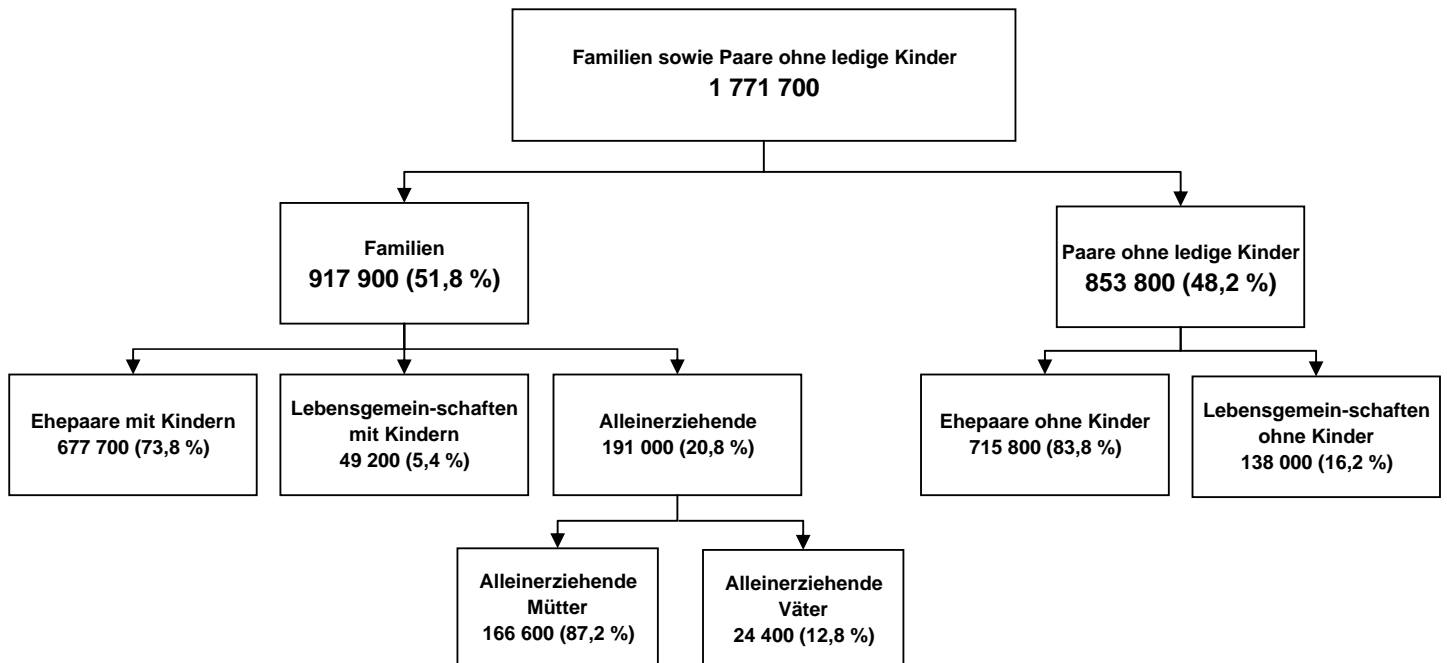 Familien sowie Paare ohne ledige Kinder
1 771 700
Familien
917 900 (51,8 %)
Paare ohne ledige Kinder
853 800 (48,2 %)
Ehepaare mit Kindern
677 700 (73,8 %)
Lebensgemein-schaften
mit Kindern
49 200 (5,4 %)
Alleinerziehende
191 000 (20,8 %)
Ehepaare ohne Kinder
715 800 (83,8 %)
Lebensgemein-schaften
ohne Kinder
138 000 (16,2 %)
Alleinerziehende
Mütter
166 600 (87,2 %)
Alleinerziehende
Väter
24 400 (12,8 %)